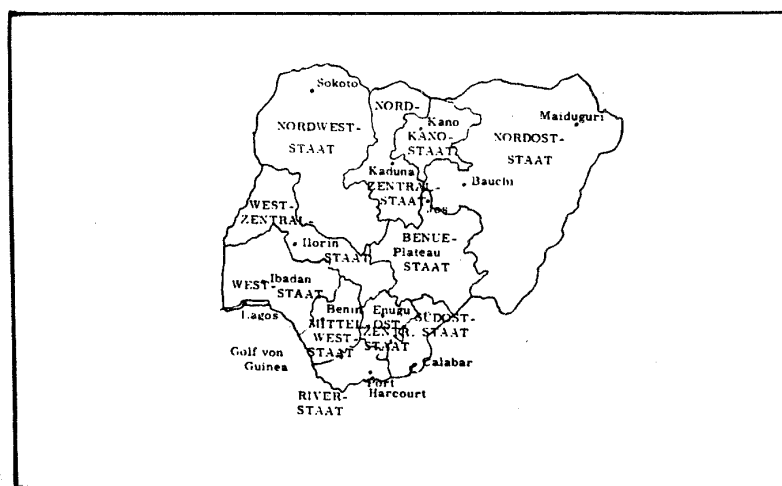 Sokoto
NORDWEST-
STAAT
NORD-
Kano
KANO-
STAAT
Maiduguri
NORDOST-
STAAT
Kaduna
ZENTRAL-
STAAT
Bauchi
Jos
WEST-
ZENTRAL-
STAAT
Ilorin
BENUE-
Plateau
STAAT
Ibadan
WEST-
STAAT
Lagos
Benin
MITTEL-
WEST-
STAAT
Enugu
OST-
ZENTR.
STAAT
SÜDOST-
STAAT
Golf von
Guinea
Calabar
Port
Harcourt
RIVER-
STAAT